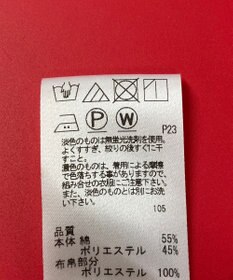 P W
P23
淡色のものは無蛍光洗剤を使用。
よくすすぎ、絞りの後すぐに干
すこと。
濃色のものは、着用による摩擦
で色落ちする事がありますので、
組み合せの衣服にご注意下さい。
また、淡色のものとは別にお洗
い下さい。
105
品質
本体 綿 55%
ポリエステル 45%
布帛部分
ポリエステル 100%